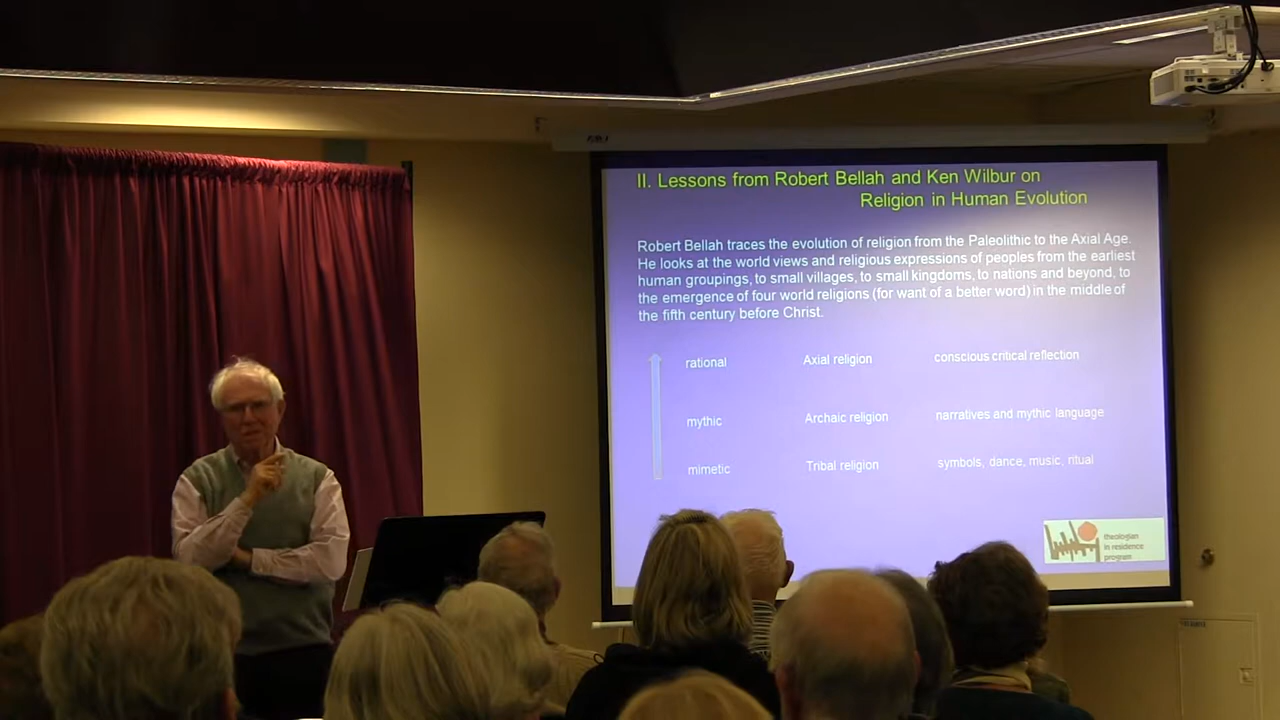 II. Lessons from Robert Bellah and Ken Wilbur on
Religion in Human Evolution
Robert Bellah traces the evolution of religion from the Paleolithic to the Axial Age.
He looks at the world views and religious expressions of peoples from the earliest
human groupings, to small villages, to small kingdoms, to nations and beyond, to
the emergence of four world religions (for want of a better word) in the middle of
the fifth century before Christ.
rational Axial religion conscious critical reflection
mythic Archaic religion narratives and mythic language
mimetic Tribal religion symbols, dance, music, ritual
theologian
in residence
program